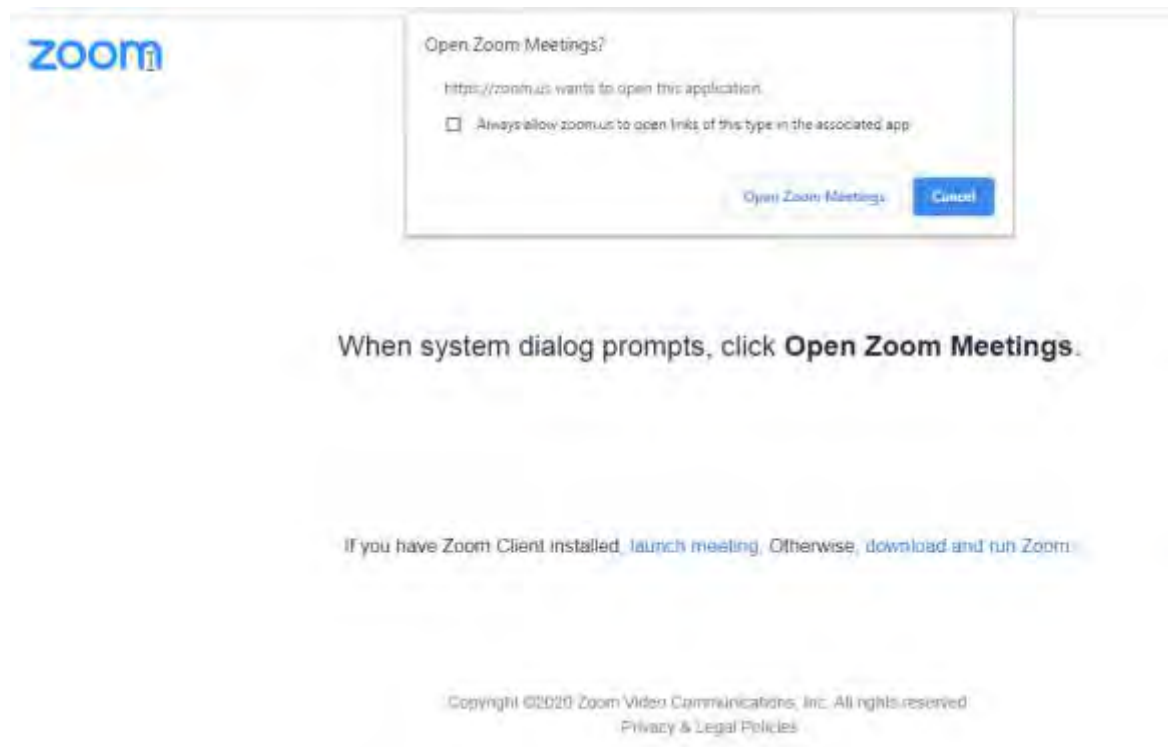 zoom
Open Zoom Meetings?
https://zoom.us wants to open this application.
Always allow zoom.us to open links of this type in the associated app
Open Zoom Meetings
Cancel
When system dialog prompts, click Open Zoom Meetings.
If you have Zoom Client installed, launch meeting. Otherwise, download and run Zoom.
Copyright ©2020 Zoom Video Communications, Inc. All rights reserved.
Privacy & Legal Policies